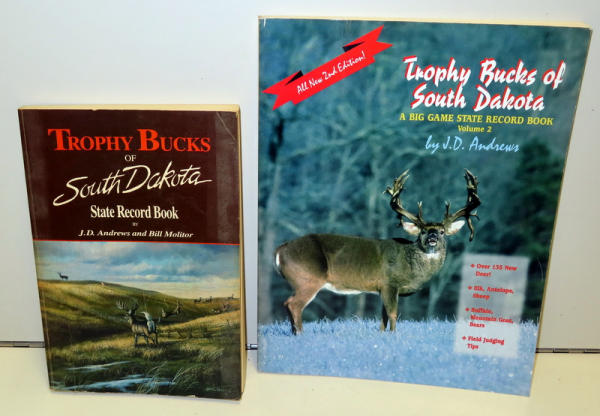 TROPHY BUCKS
OF
South Dakota
State Record Book
BY
J.D. Andrews and Bill Molitor
All New 2nd Edition!
Trophy Bucks of
South Dakota
A BIG GAME STATE RECORD BOOK
Volume 2
by J.D. Andrews
Over 135 New
Deer!
Elk, Antelope,
Sheep
Buffalo,
Mountain Goat,
Bears
Field Judging
Tips